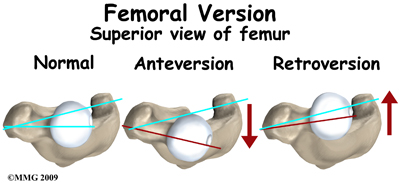 Femoral Version
Superior view of femur
Normal Anteversion Retroversion
©MMG 2009